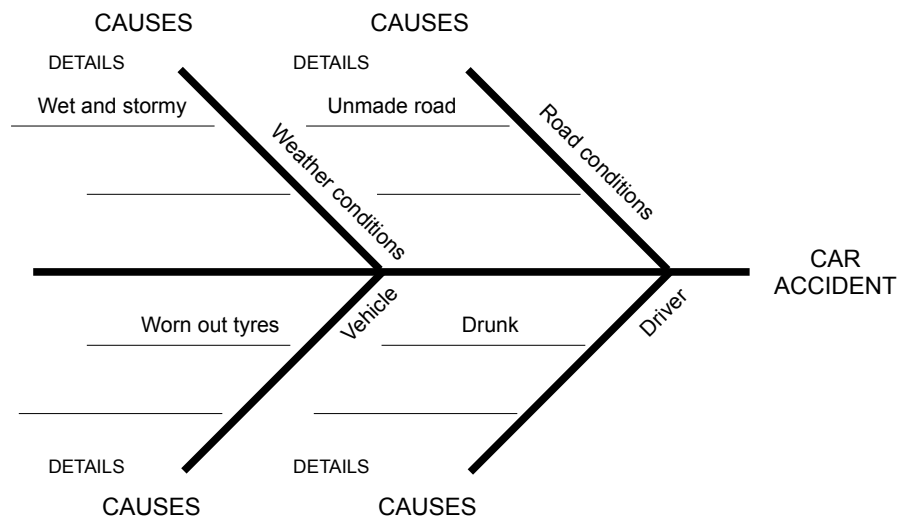 CAUSES
CAUSES
DETAILS
DETAILS
Wet and stormy
Unmade road
Weather conditions
Road conditions
CAR
ACCIDENT
Vehicle
Driver
Worn out tyres
Drunk
DETAILS
DETAILS
CAUSES
CAUSES